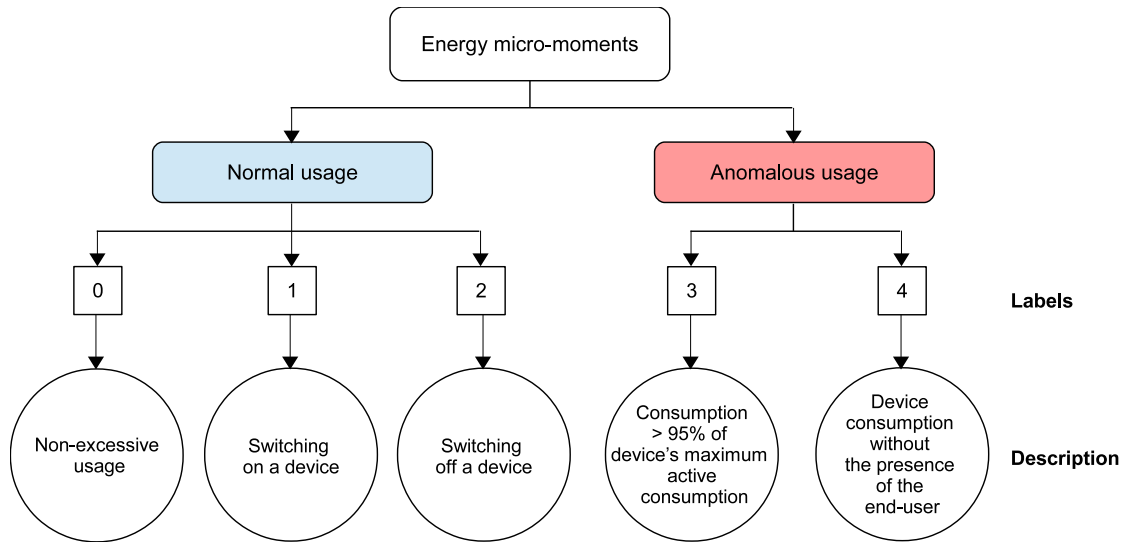 Energy micro-moments
Normal usage
Anomalous usage
0
1
2
3
4
Labels
Non-excessive
usage
Switching
on a device
Switching
off a device
Consumption
> 95% of
device's maximum
active
consumption
Device
consumption
without
the presence
of the
end-user
Description